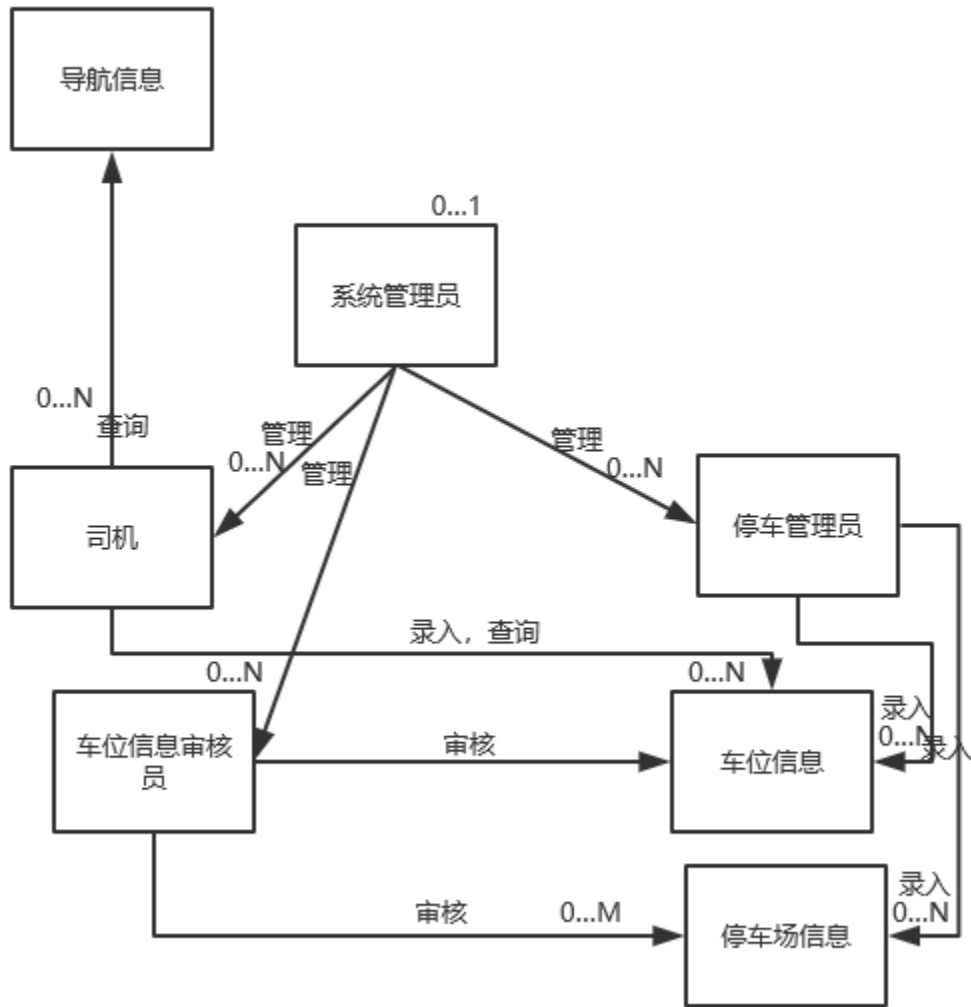 导航信息
0...1
系统管理员
0...N
查询
管理
0...N
管理
管理
0...N
司机
停车管理员
录入，查询
0...N
0...N
车位信息审核
员
审核
车位信息
录入
0...N
录入
审核
0...M
停车场信息
录入
0...N